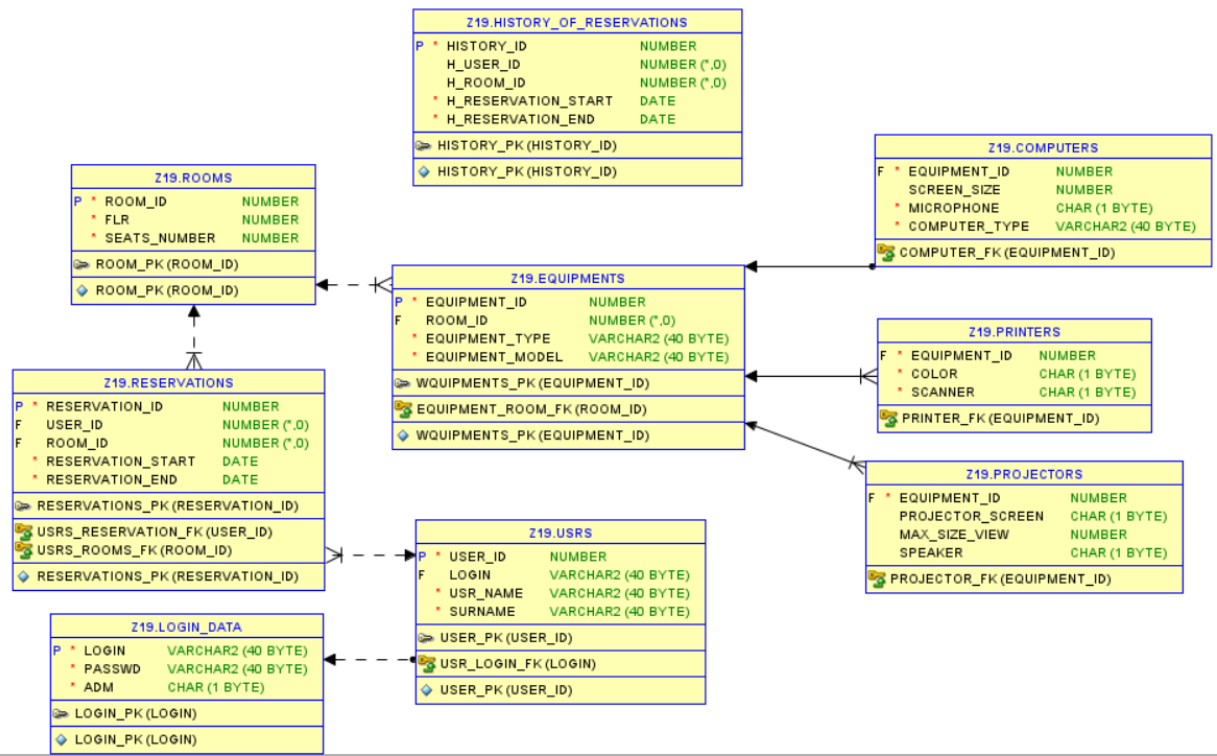 Z19.HISTORY_OF_RESERVATIONS
P * HISTORY_ID NUMBER
H_USER_ID NUMBER (*,0)
H_ROOM_ID NUMBER (*,0)
* H_RESERVATION_START DATE
* H_RESERVATION_END DATE
HISTORY_PK (HISTORY_ID)
HISTORY_PK (HISTORY_ID)
Z19.COMPUTERS
F * EQUIPMENT_ID NUMBER
SCREEN_SIZE NUMBER
* MICROPHONE CHAR (1 BYTE)
* COMPUTER_TYPE VARCHAR2 (40 BYTE)
COMPUTER_FK (EQUIPMENT_ID)
Z19.ROOMS
P * ROOM_ID NUMBER
* FLR NUMBER
* SEATS_NUMBER NUMBER
ROOM_PK (ROOM_ID)
ROOM_PK (ROOM_ID)
Z19.EQUIPMENTS
P * EQUIPMENT_ID NUMBER
F ROOM_ID NUMBER (*,0)
* EQUIPMENT_TYPE VARCHAR2 (40 BYTE)
* EQUIPMENT_MODEL VARCHAR2 (40 BYTE)
WQUIPMENTS_PK (EQUIPMENT_ID)
EQUIPMENT_ROOM_FK (ROOM_ID)
WQUIPMENTS_PK (EQUIPMENT_ID)
Z19.PRINTERS
F * EQUIPMENT_ID NUMBER
* COLOR CHAR (1 BYTE)
* SCANNER CHAR (1 BYTE)
PRINTER_FK (EQUIPMENT_ID)
Z19.RESERVATIONS
P * RESERVATION_ID NUMBER
F USER_ID NUMBER (*,0)
F ROOM_ID NUMBER (*,0)
* RESERVATION_START DATE
* RESERVATION_END DATE
RESERVATIONS_PK (RESERVATION_ID)
USRS_RESERVATION_FK (USER_ID)
USRS_ROOMS_FK (ROOM_ID)
RESERVATIONS_PK (RESERVATION_ID)
Z19.PROJECTORS
F * EQUIPMENT_ID NUMBER
PROJECTOR_SCREEN CHAR (1 BYTE)
MAX_SIZE_VIEW NUMBER
SPEAKER CHAR (1 BYTE)
PROJECTOR_FK (EQUIPMENT_ID)
Z19.USRS
P * USER_ID NUMBER
F LOGIN VARCHAR2 (40 BYTE)
* USR_NAME VARCHAR2 (40 BYTE)
* SURNAME VARCHAR2 (40 BYTE)
USER_PK (USER_ID)
USR_LOGIN_FK (LOGIN)
USER_PK (USER_ID)
Z19.LOGIN_DATA
P * LOGIN VARCHAR2 (40 BYTE)
* PASSWD VARCHAR2 (40 BYTE)
* ADM CHAR (1 BYTE)
LOGIN_PK (LOGIN)
LOGIN_PK (LOGIN)